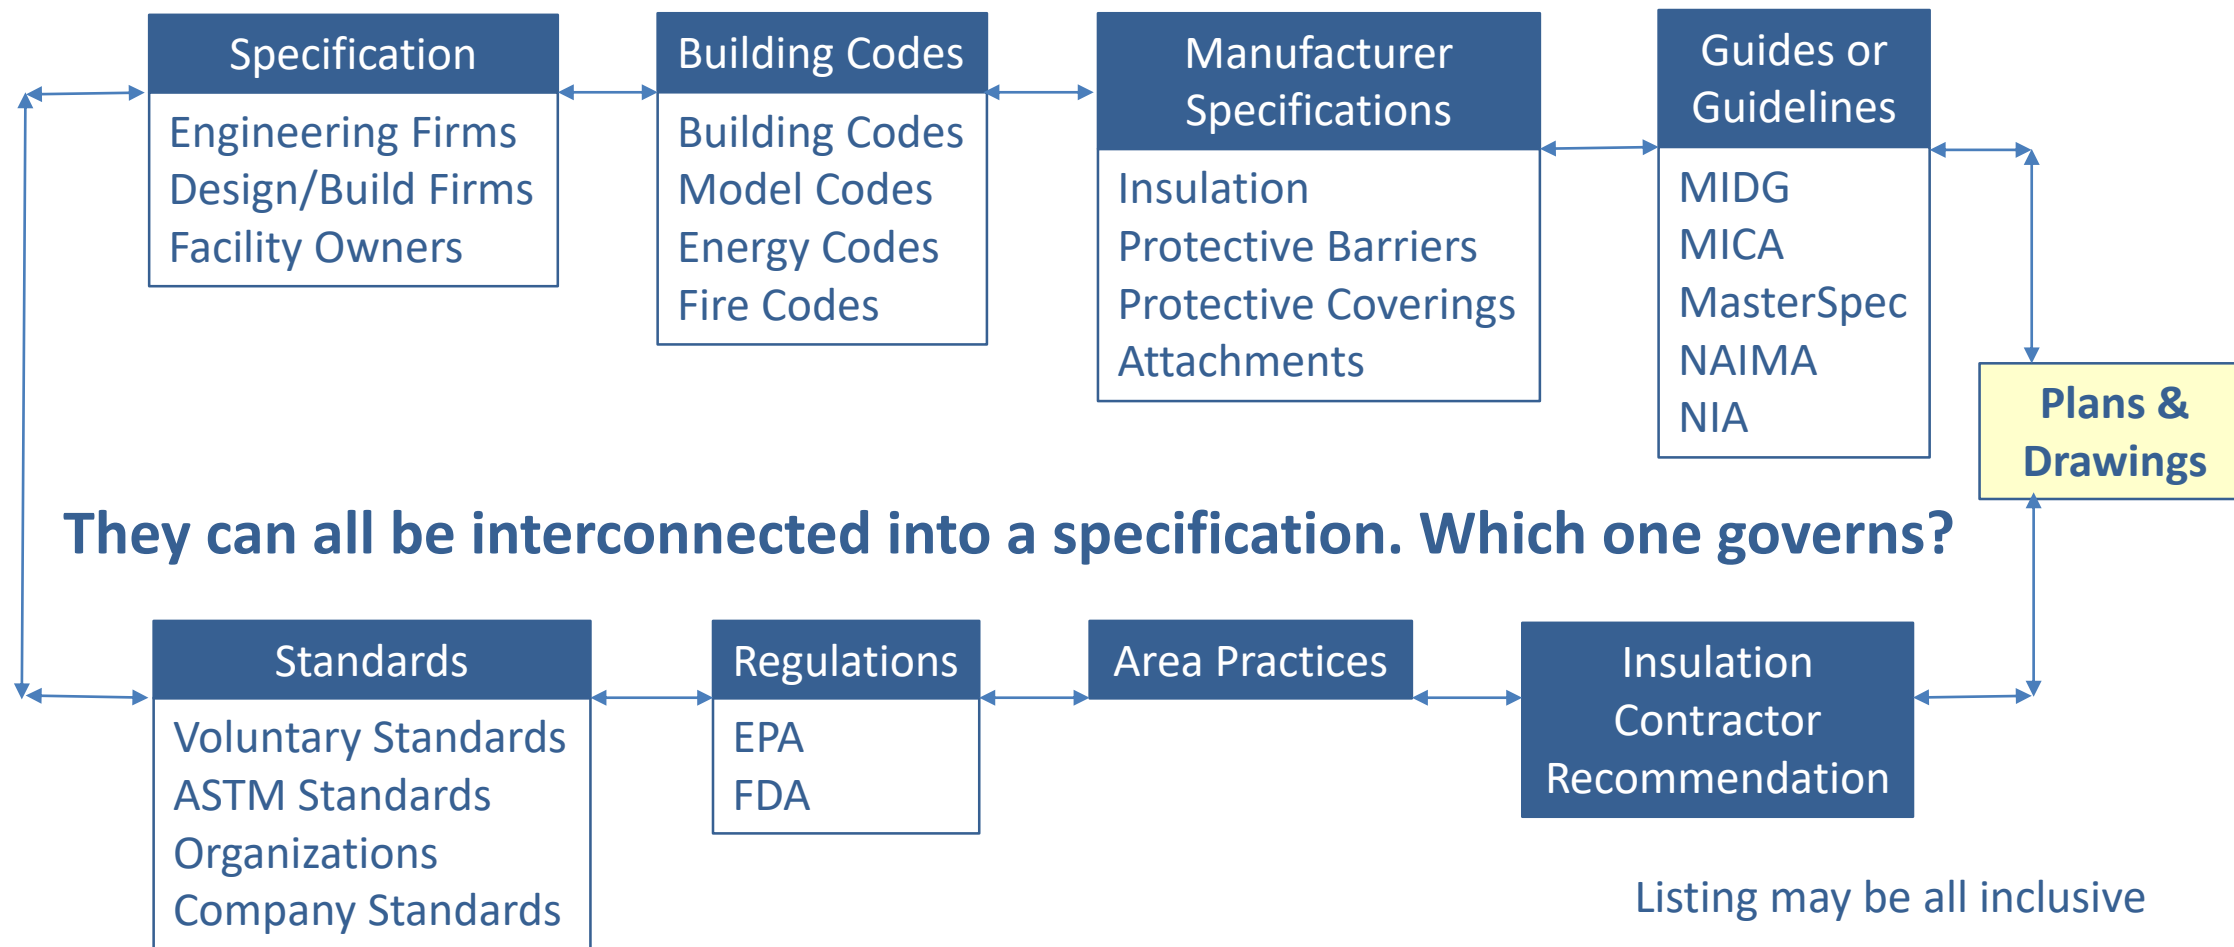 Specification
Engineering Firms
Design/Build Firms
Facility Owners
Building Codes
Building Codes
Model Codes
Energy Codes
Fire Codes
Manufacturer
Specifications
Insulation
Protective Barriers
Protective Coverings
Attachments
Guides or
Guidelines
MIDG
MICA
MasterSpec
NAIMA
NIA
Plans &
Drawings
They can all be interconnected into a specification. Which one governs?
Standards
Voluntary Standards
ASTM Standards
Organizations
Company Standards
Regulations
EPA
FDA
Area Practices
Insulation
Contractor
Recommendation
Listing may be all inclusive